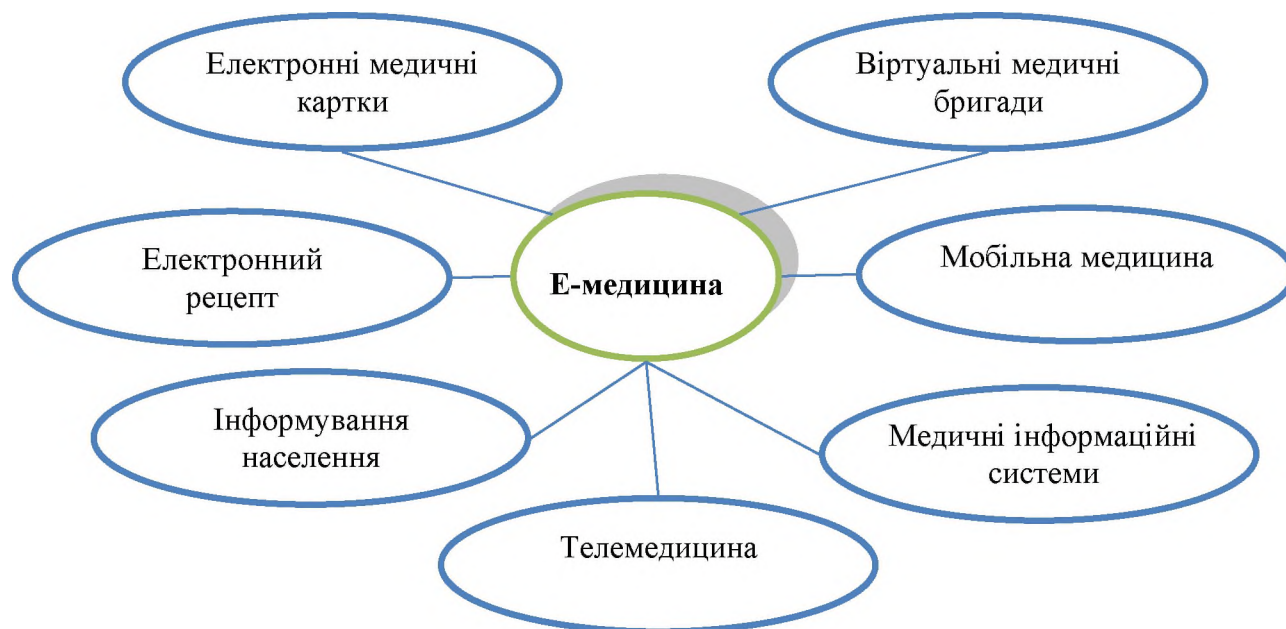 Електронні медичні
картки
Віртуальні медичні
бригади
Електронний
рецепт
Е-медицина
Мобільна медицина
Інформування
населення
Медичні інформаційні
системи
Телемедицина